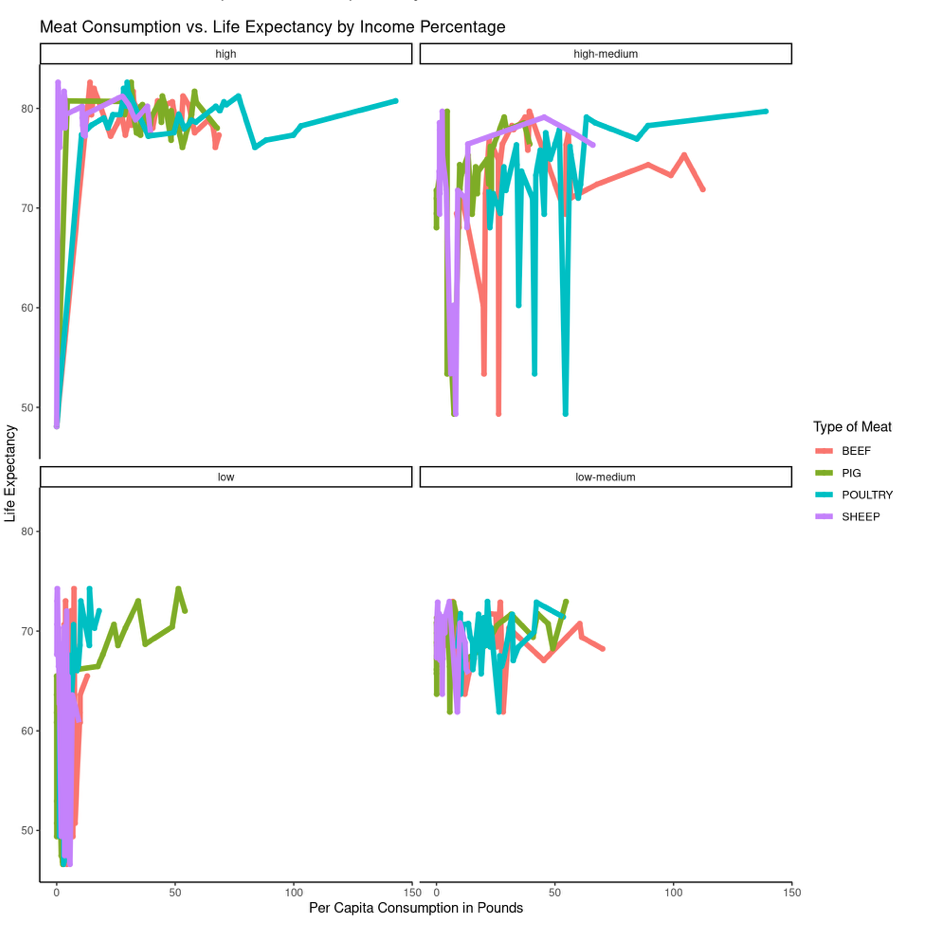 Meat Consumption vs. Life Expectancy by Income Percentage
high
high-medium
80
70
60
50
low
low-medium
80
70
60
50
0
50
100
150
0
50
100
150
Life Expectancy
Per Capita Consumption in Pounds
Type of Meat
BEEF
PIG
POULTRY
SHEEP